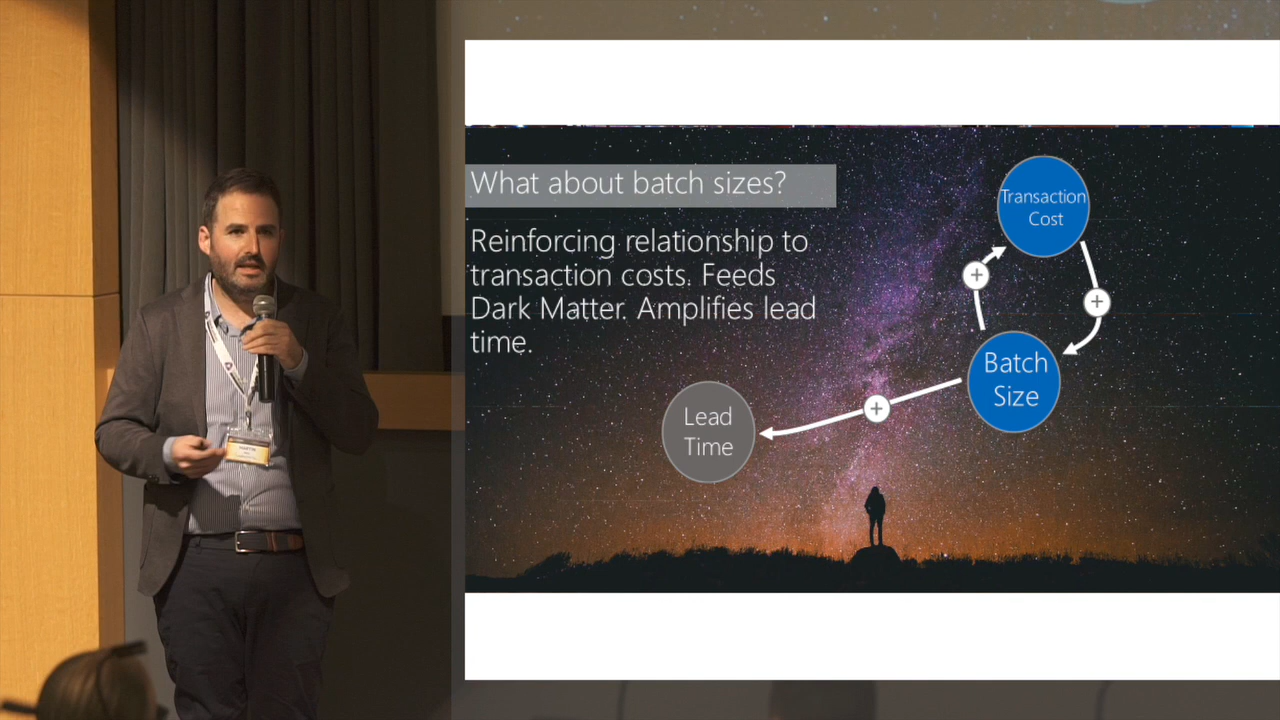 What about batch sizes?
Reinforcing relationship to
transaction costs. Feeds
Dark Matter. Amplifies lead
time.
Transaction
Cost
+
+
Batch
Size
+
Lead
Time